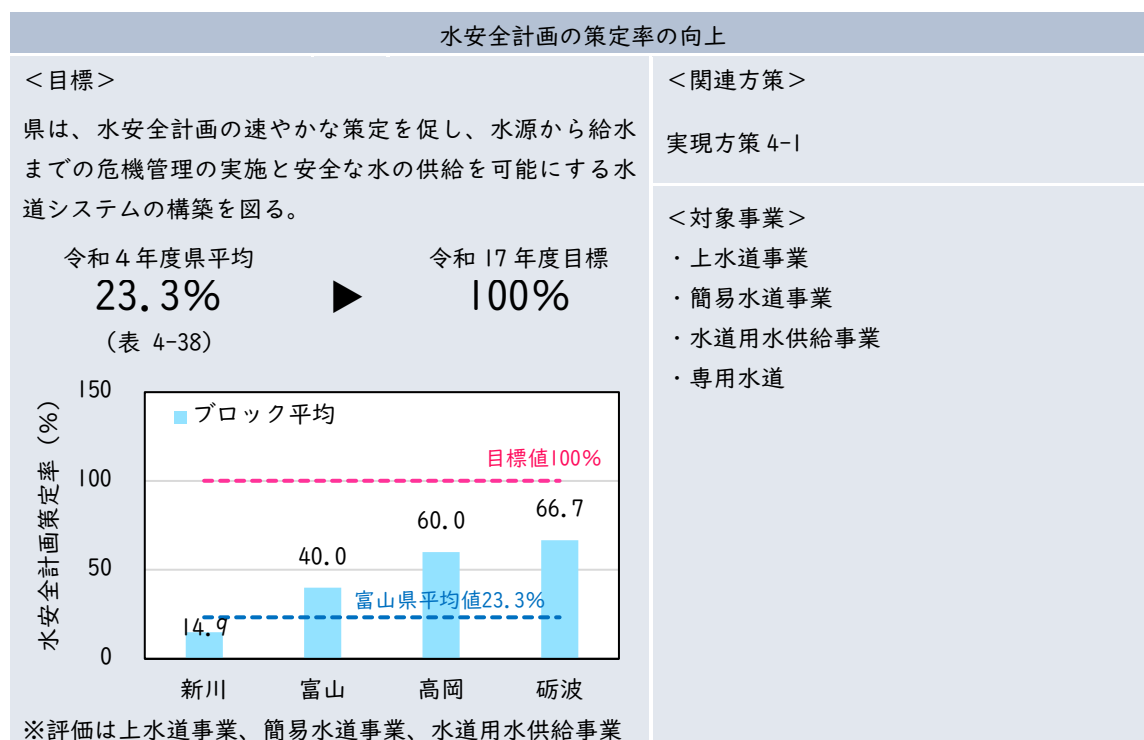 水安全計画の策定率の向上
＜目標＞
県は、水安全計画の速やかな策定を促し、水源から給水
までの危機管理の実施と安全な水の供給を可能にする水
道システムの構築を図る。
令和4年度県平均
23.3%
（表 4-38）
▶
令和17年度目標
100%
水安全計画策定率（%）
150
100
50
0
ブロック平均
目標値100%
富山県平均値23.3%
14.9
40.0
60.0
66.7
新川
富山
高岡
砺波
※評価は上水道事業、簡易水道事業、水道用水供給事業
＜関連方策＞
実現方策4-1
＜対象事業＞
・上水道事業
・簡易水道事業
・水道用水供給事業
・専用水道